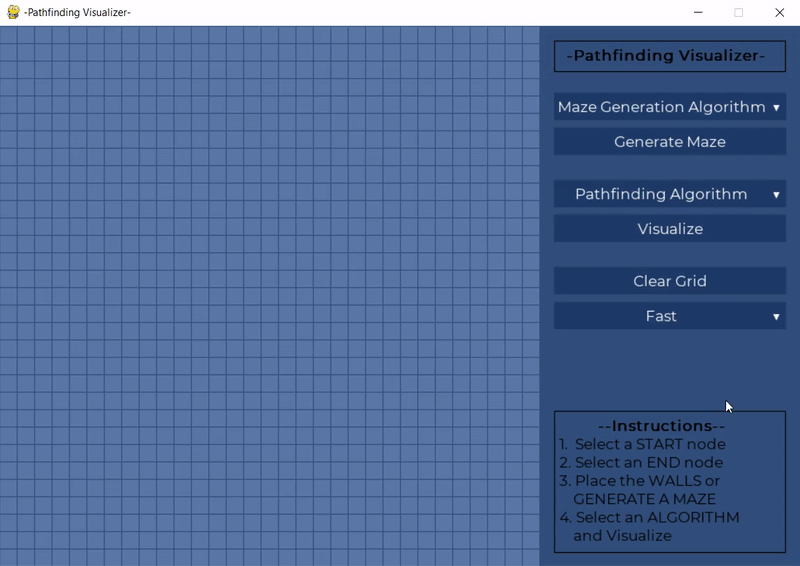 -Pathfinding Visualizer-
-Pathfinding Visualizer-
Maze Generation Algorithm ▾
Generate Maze
Pathfinding Algorithm ▾
Visualize
Clear Grid
Fast ▾
--Instructions--
1. Select a START node
2. Select an END node
3. Place the WALLS or
GENERATE A MAZE
4. Select an ALGORITHM
and Visualize